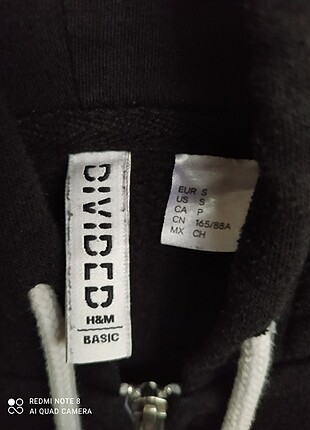 DIVIDED
H&M
BASIC
EUR S
US S
CA P
CN 165/88A
MX CH
REDMI NOTE 8
AI QUAD CAMERA